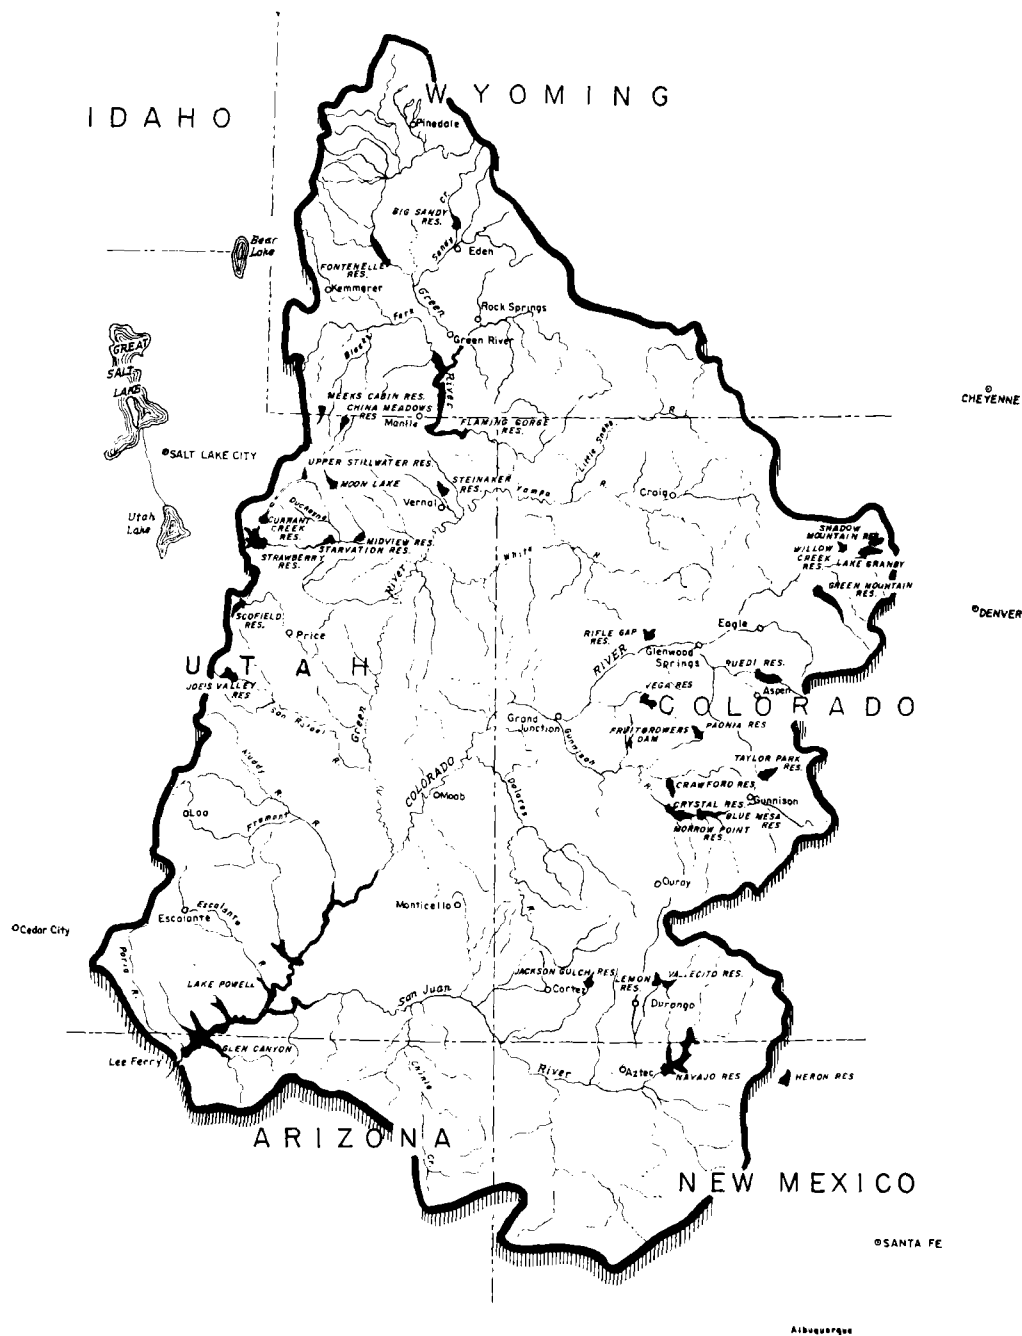 WYOMING
IDAHO
Pinedale
Cr.
BIG SANDY
RES.
Sandy
Eden
Bear
Lake
FONTENELLE
RES.
Kemmerer
Green
Rock Springs
Fork
Blacks
Green River
River
GREAT
SALT
LAKE
MEEKS CABIN RES.
CHINA MEADOWS
RES
Manila
FLAMING GORGE
RES.
R.
Little Snake
CHEYENNE
SALT LAKE CITY
UPPER STILLWATER RES.
MOON LAKE
STEINAKER
RES.
Vernal
Yampa
R.
Craig
Utah
Lake
Duchesne
CURRANT
CREEK
RES.
MIDVIEW RES.
STARVATION RES.
STRAWBERRY
RES.
River
White
R
SHADOW
MOUNTAIN RES
WILLOW
CREEK
RES.
LAKE GRANBY
GREEN MOUNTAIN
RES.
DENVER
SCOFIELD
RES.
Price
RIFLE GAP
RES.
Eagle
Glenwood
Springs
RIVER
UTAH
JOE'S VALLEY
RES
RUEDI RES.
Aspen
VEGA RES
COLORADO
San Rafael
R
Green
Grand
Junction
Gunnison
FRUITGROWERS
DAM
PAONIA RES
Muddy
R
COLORADO
Moab
Dolores
R.
TAYLOR PARK
RES.
CRAWFORD RES.
CRYSTAL RES.
Gunnison
BLUE MESA
RES
MORROW POINT
RES.
Loa
Fremont
R
Ouray
Monticello
R
Escalante
Escalante
R
Cedar City
Paria
R.
LAKE POWELL
San Juan
JACKSON GULCH RES.
LEMON
RES.
VALLECITO RES.
Cortez
Durango
GLEN CANYON
Lee Ferry
Chinle
Cr.
River
Aztec
NAVAJO RES
HERON RES
ARIZONA
NEW MEXICO
SANTA FE
Albuquerque